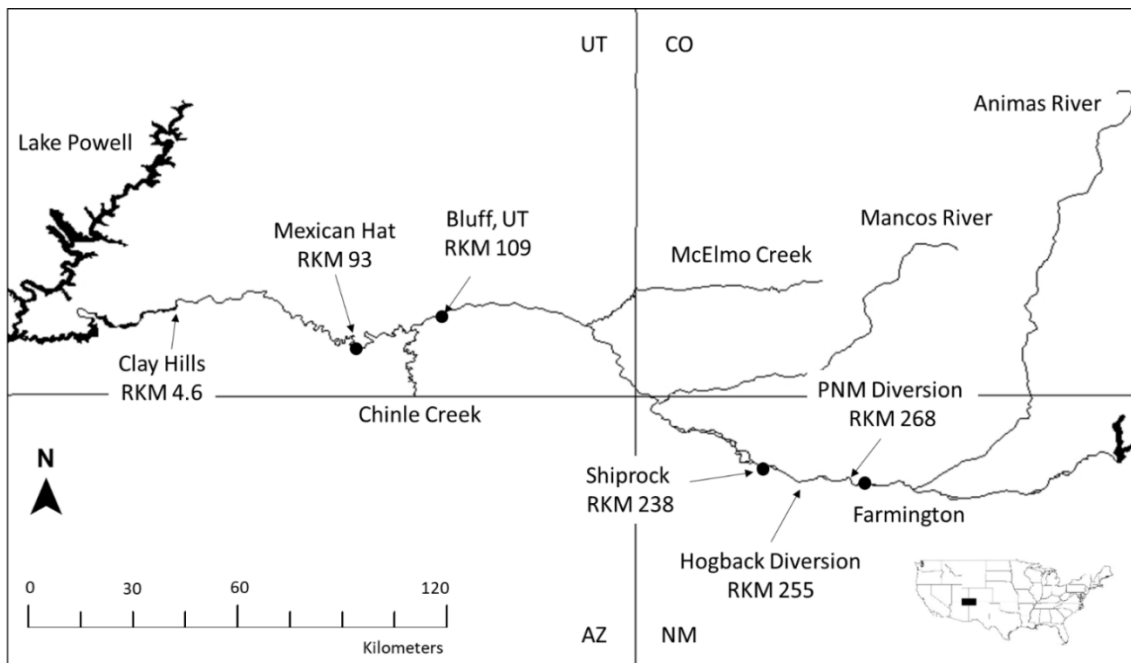 UT
CO
Animas River
Lake Powell
Mancos River
Bluff, UT
RKM 109
Mexican Hat
RKM 93
McElmo Creek
Clay Hills
RKM 4.6
PNM Diversion
RKM 268
Chinle Creek
N
Shiprock
RKM 238
Farmington
Hogback Diversion
RKM 255
0 30 60 120
Kilometers
AZ
NM